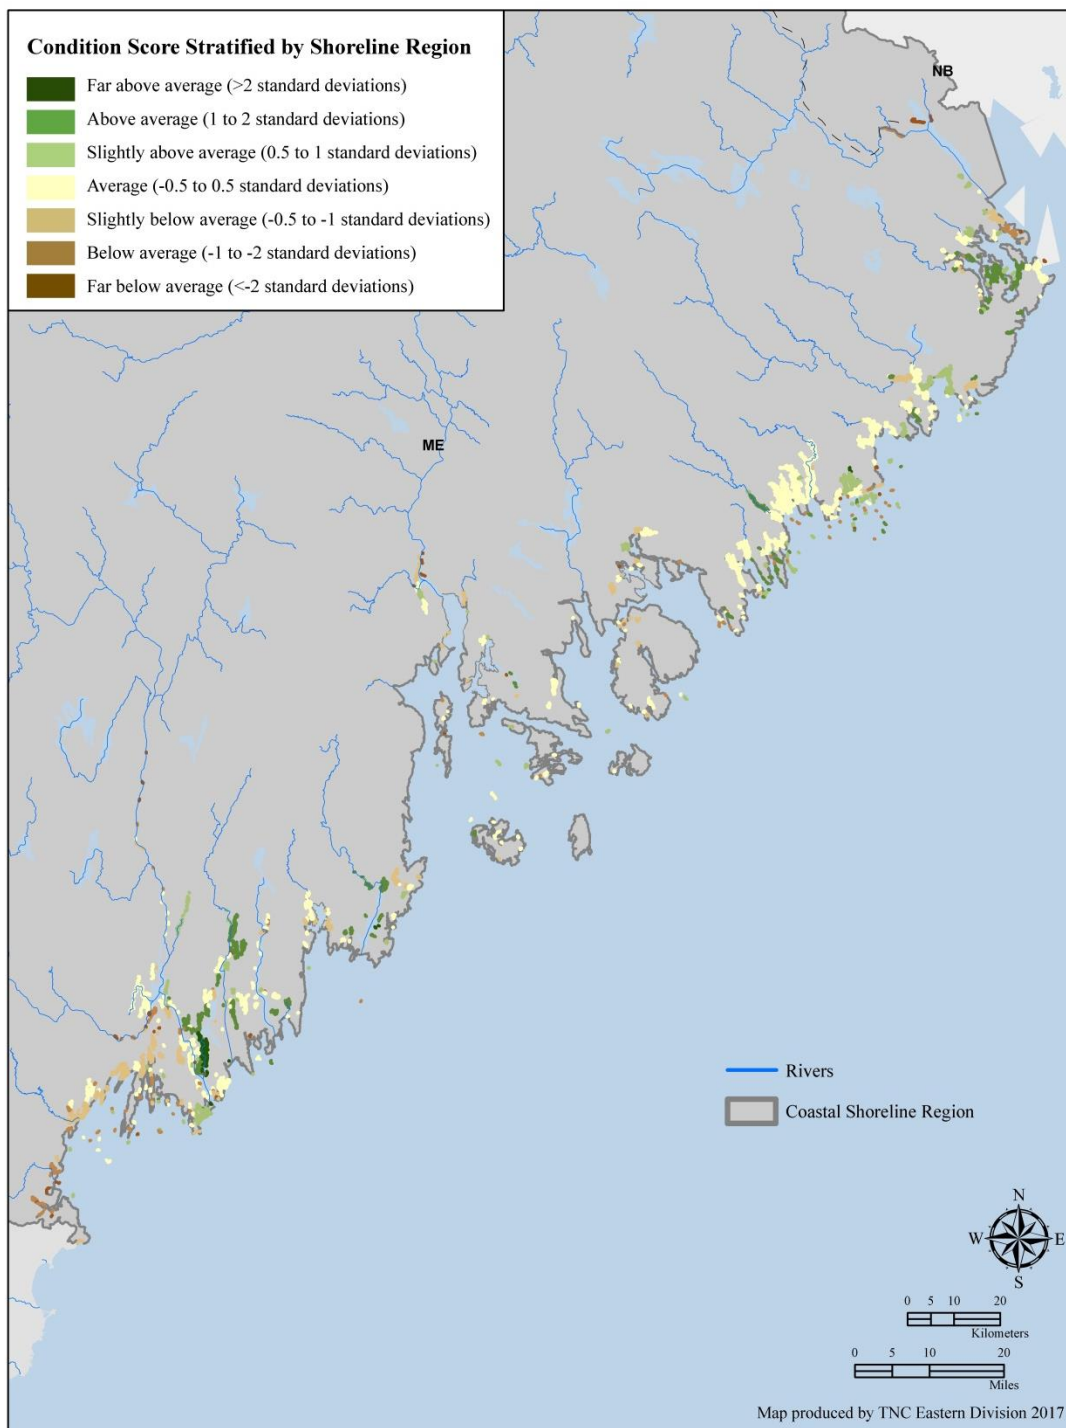 Condition Score Stratified by Shoreline Region
Far above average (>2 standard deviations)
Above average (1 to 2 standard deviations)
Slightly above average (0.5 to 1 standard deviations)
Average (-0.5 to 0.5 standard deviations)
Slightly below average (-0.5 to -1 standard deviations)
Below average (-1 to -2 standard deviations)
Far below average (<-2 standard deviations)
NB
ME
Rivers
Coastal Shoreline Region
N
W E
S
0 5 10 20
Kilometers
0 5 10 20
Miles
Map produced by TNC Eastern Division 2017